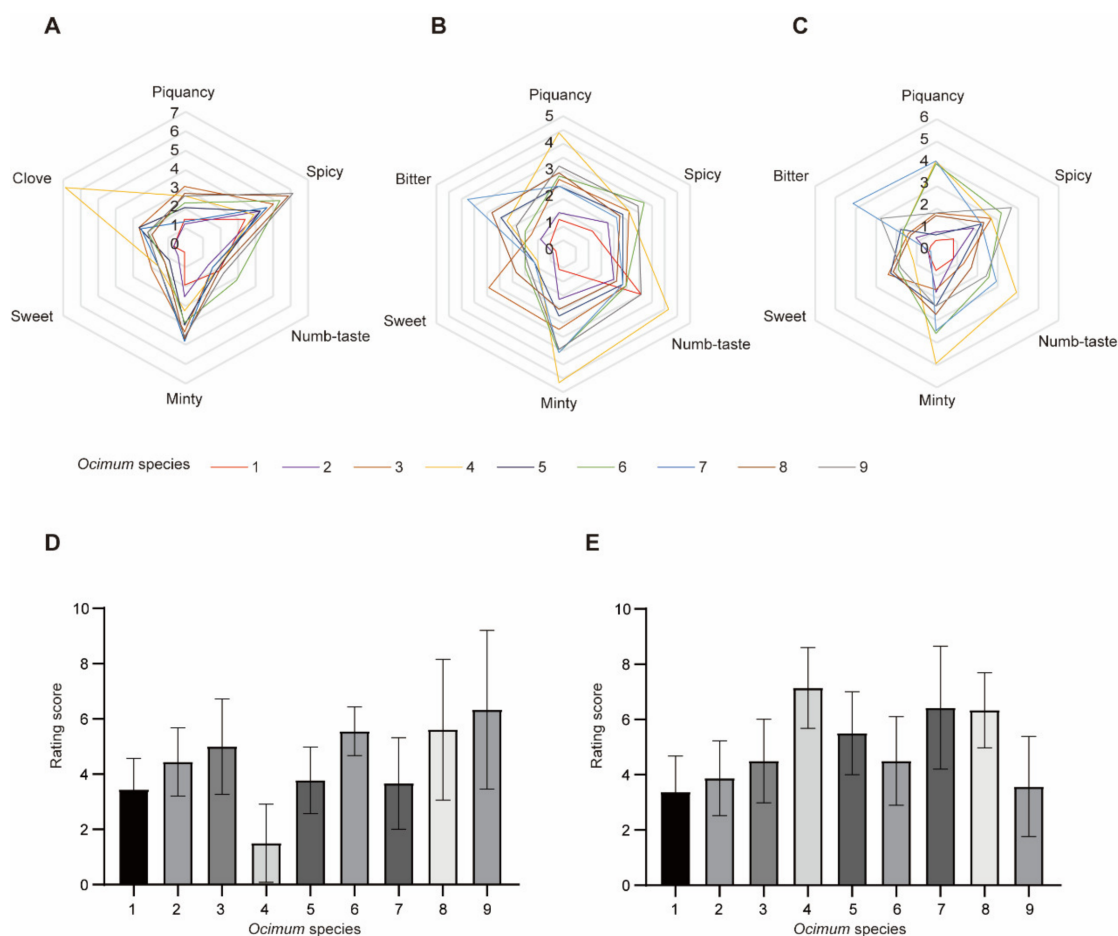 A
B
C
Piquancy
7
6
5
4
3
2
1
0
Clove
Spicy
Sweet
Numb-taste
Minty
Piquancy
5
4
3
2
1
0
Bitter
Spicy
Sweet
Numb-taste
Minty
Piquancy
6
5
4
3
2
1
0
Bitter
Spicy
Sweet
Numb-taste
Minty
Ocimum species 1 2 3 4 5 6 7 8 9
D
E
Rating score
10
8
6
4
2
0
1 2 3 4 5 6 7 8 9
Ocimum species
Rating score
10
8
6
4
2
0
1 2 3 4 5 6 7 8 9
Ocimum species